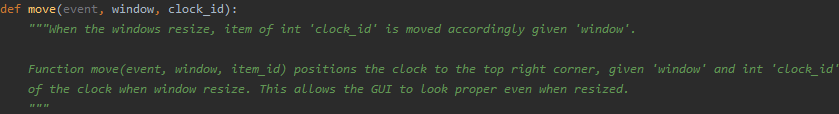 def move(event, window, clock_id):
"""When the windows resize, item of int 'clock_id' is moved accordingly given 'window'.
Function move(event, window, item_id) positions the clock to the top right corner, given 'window' and int 'clock_id'
of the clock when window resize. This allows the GUI to look proper even when resized.
"""